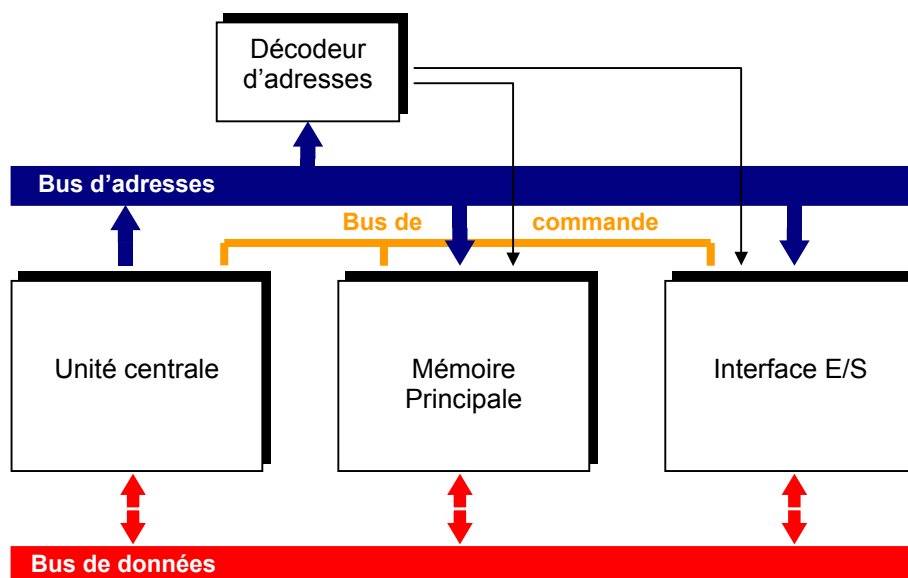 Décodeur
d’adresses
Bus d’adresses
Bus de commande
Unité centrale
Mémoire
Principale
Interface E/S
Bus de données